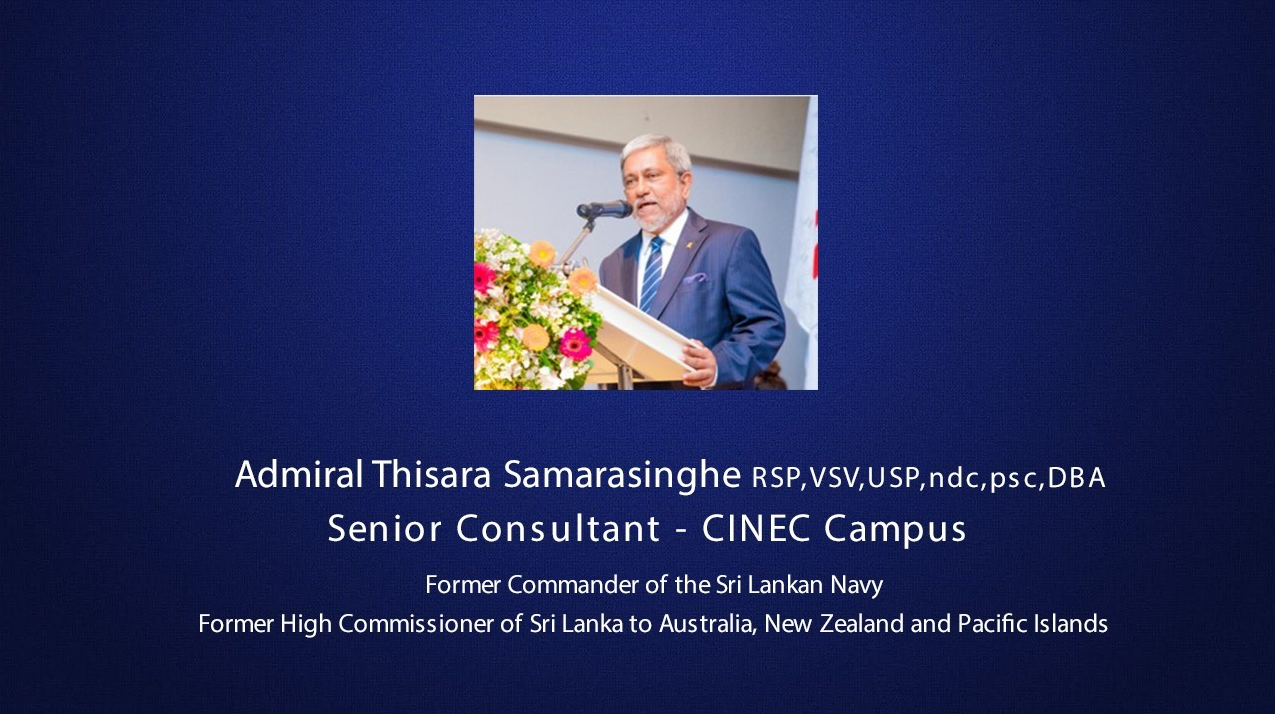 Admiral Thisara Samarasinghe RSP,VSV,USP,ndc,psc,DBA
Senior Consultant - CINEC Campus
Former Commander of the Sri Lankan Navy
Former High Commissioner of Sri Lanka to Australia, New Zealand and Pacific Islands